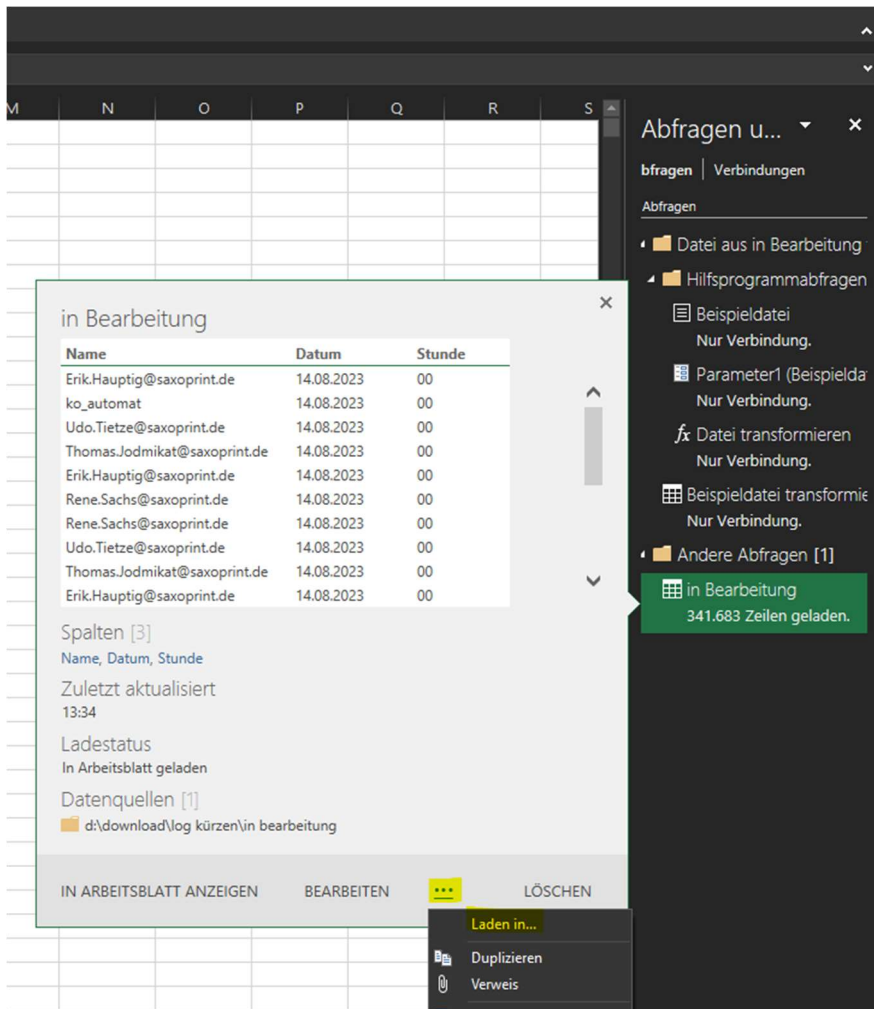 M N O P Q R S
Abfragen u...
bfragen | Verbindungen
Abfragen
Datei aus in Bearbeitung
Hilfsprogrammabfragen
Beispieldatei
Nur Verbindung.
Parameter1 (Beispielda
Nur Verbindung.
fx Datei transformieren
Nur Verbindung.
Beispieldatei transformie
Nur Verbindung.
Andere Abfragen [1]
in Bearbeitung
341.683 Zeilen geladen.
in Bearbeitung
Name Datum Stunde
Erik.Hauptig@saxoprint.de 14.08.2023 00
ko_automat 14.08.2023 00
Udo.Tietze@saxoprint.de 14.08.2023 00
Thomas.Jodmikat@saxoprint.de 14.08.2023 00
Erik.Hauptig@saxoprint.de 14.08.2023 00
Rene.Sachs@saxoprint.de 14.08.2023 00
Rene.Sachs@saxoprint.de 14.08.2023 00
Udo.Tietze@saxoprint.de 14.08.2023 00
Thomas.Jodmikat@saxoprint.de 14.08.2023 00
Erik.Hauptig@saxoprint.de 14.08.2023 00
Spalten [3]
Name, Datum, Stunde
Zuletzt aktualisiert
13:34
Ladestatus
In Arbeitsblatt geladen
Datenquellen [1]
d:\download\log kürzen\in bearbeitung
IN ARBEITSBLATT ANZEIGEN BEARBEITEN ... LÖSCHEN
Laden in...
Duplizieren
Verweis